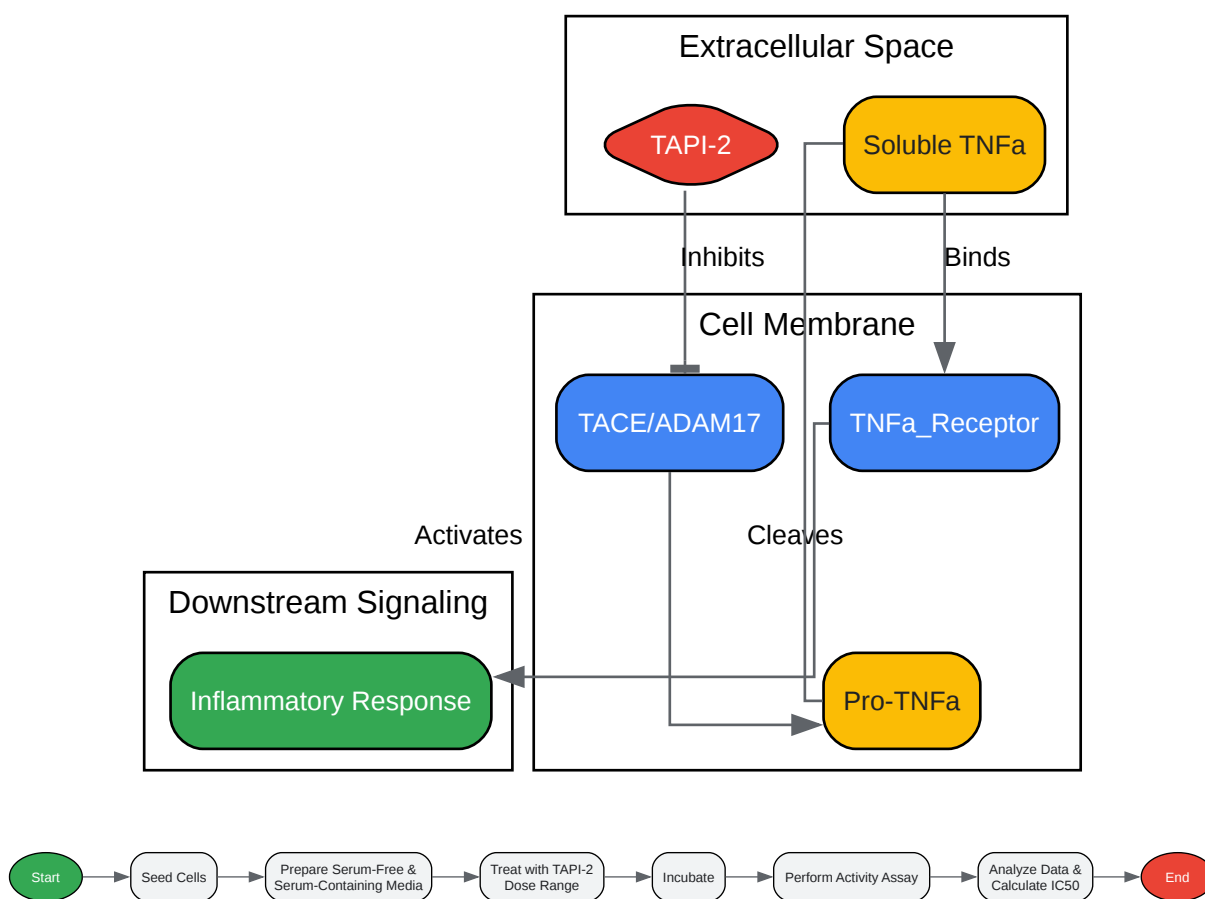 Extracellular Space
TAPI-2
Soluble TNFa
Inhibits
Binds
Cell Membrane
TACE/ADAM17
TNFa_Receptor
Activates
Cleaves
Downstream Signaling
Inflammatory Response
Pro-TNFa
Start
Seed Cells
Prepare Serum-Free &
Serum-Containing Media
Treat with TAPI-2
Dose Range
Incubate
Perform Activity Assay
Analyze Data &
Calculate IC50
End